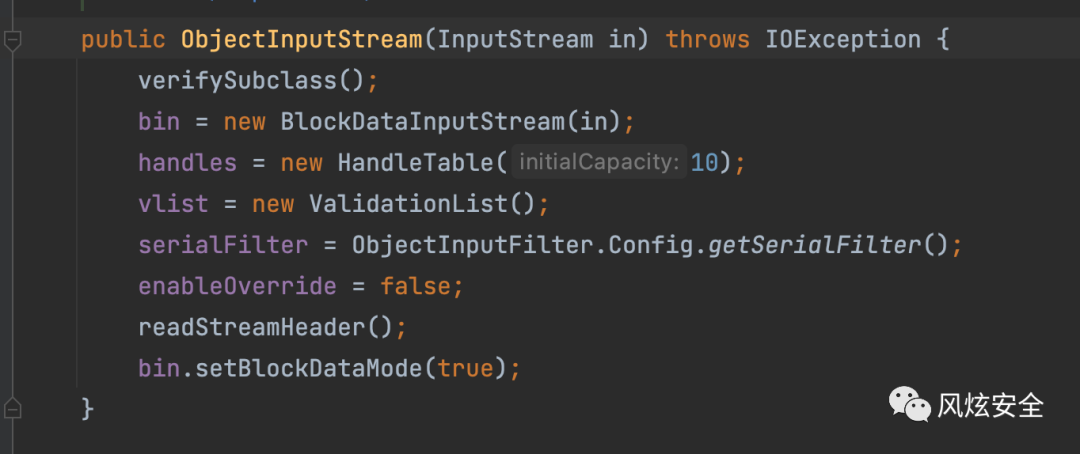 public ObjectInputStream(InputStream in) throws IOException {
verifySubclass();
bin = new BlockDataInputStream(in);
handles = new HandleTable( initialCapacity: 10);
vlist = new ValidationList();
serialFilter = ObjectInputFilter.Config.getSerialFilter();
enableOverride = false;
readStreamHeader();
bin.setBlockDataMode(true);
}
风炫安全